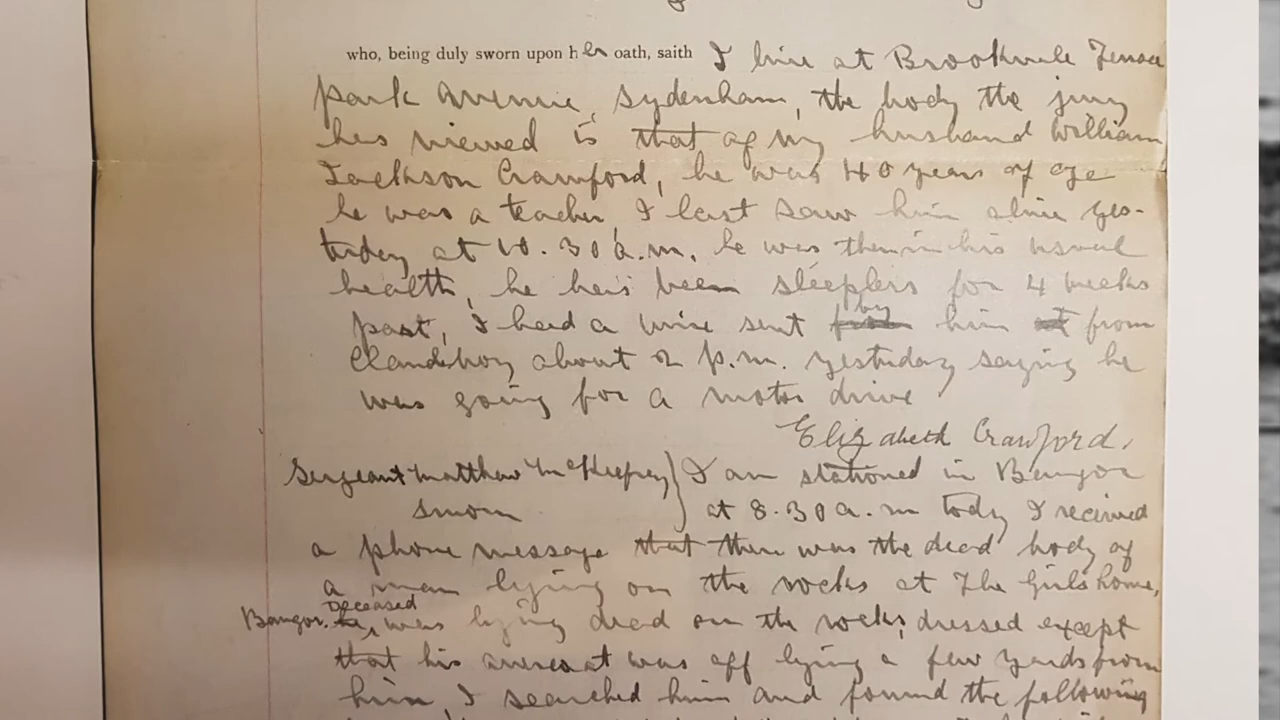 who, being duly sworn upon her oath, saith I live at Brookvale Terrace
park avenue, Sydenham, the body the jury
has viewed is that of my husband William
Jackson Crawford, he was 40 years of age
he was a teacher I last saw him alive yes-
terday at 10.30 a.m. he was then in his usual
health, he has been sleepless for 4 weeks
past, I had a wire sent by him from
Clandeboy about 2 p.m. yesterday saying he
was going for a motor drive
Elizabeth Crawford.
Sergeant Matthew McKeefrey } I am stationed in Bangor
sworn at 8.30 a.m today I received
a phone message that there was the dead body of
a man lying on the rocks at The Girls home,
Bangor. Deceased was lying dead on the rocks, dressed except
that his overcoat was off lying a few yards from
him, I searched him and found the following